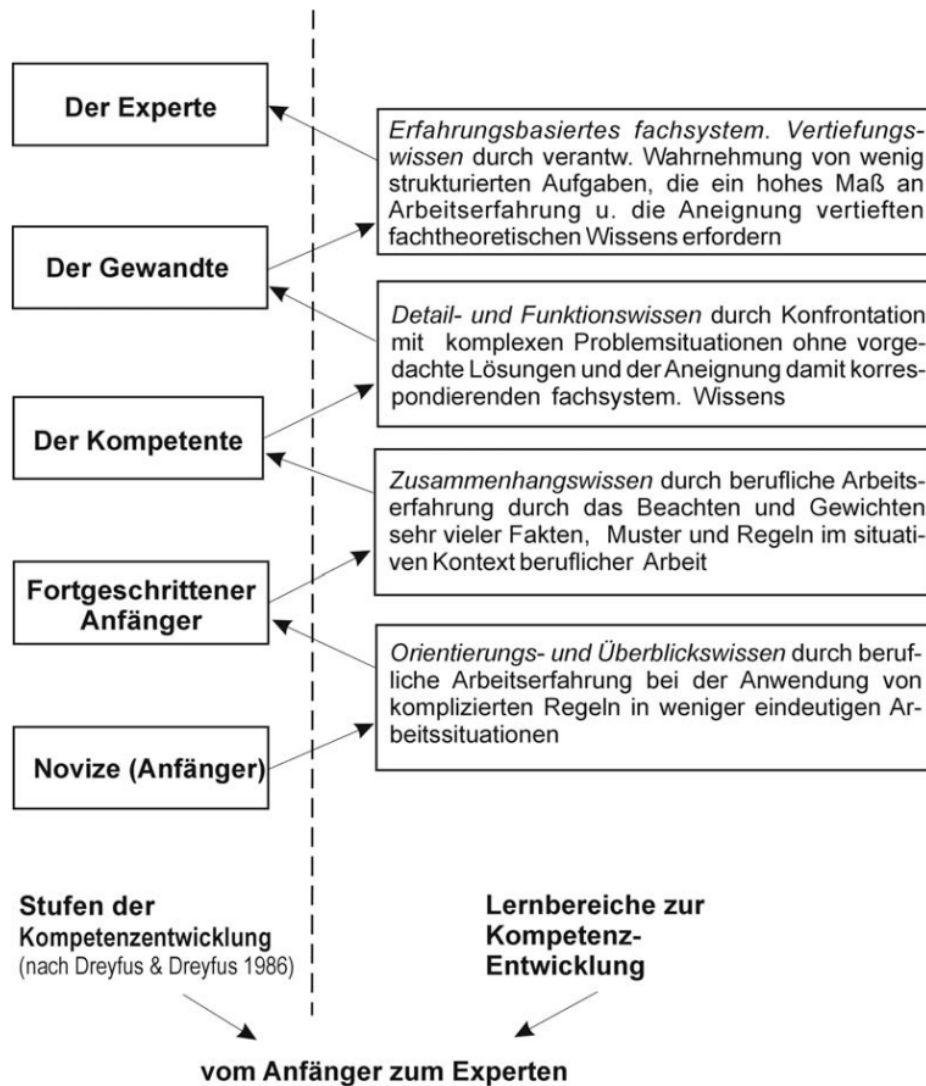 Der Experte
Erfahrungsbasiertes fachsystem. Vertiefungs-
wissen durch verantw. Wahrnehmung von wenig
strukturierten Aufgaben, die ein hohes Maß an
Arbeitserfahrung u. die Aneignung vertieften
fachtheoretischen Wissens erfordern
Der Gewandte
Detail- und Funktionswissen durch Konfrontation
mit komplexen Problemsituationen ohne vorge-
dachte Lösungen und der Aneignung damit korres-
pondierenden fachsystem. Wissens
Der Kompetente
Zusammenhangswissen durch berufliche Arbeits-
erfahrung durch das Beachten und Gewichten
sehr vieler Fakten, Muster und Regeln im situati-
ven Kontext beruflicher Arbeit
Fortgeschrittener
Anfänger
Orientierungs- und Überblickswissen durch beruf-
liche Arbeitserfahrung bei der Anwendung von
komplizierten Regeln in weniger eindeutigen Ar-
beitssituationen
Novize (Anfänger)
Stufen der
Kompetenzentwicklung
(nach Dreyfus & Dreyfus 1986)
Lernbereiche zur
Kompetenz-
Entwicklung
vom Anfänger zum Experten